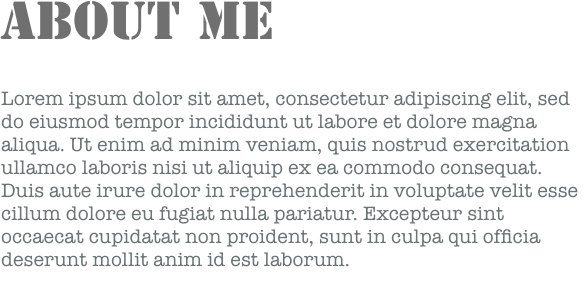 ABOUT ME
Lorem ipsum dolor sit amet, consectetur adipiscing elit, sed
do eiusmod tempor incididunt ut labore et dolore magna
aliqua. Ut enim ad minim veniam, quis nostrud exercitation
ullamco laboris nisi ut aliquip ex ea commodo consequat.
Duis aute irure dolor in reprehenderit in voluptate velit esse
cillum dolore eu fugiat nulla pariatur. Excepteur sint
occaecat cupidatat non proident, sunt in culpa qui officia
deserunt mollit anim id est laborum.